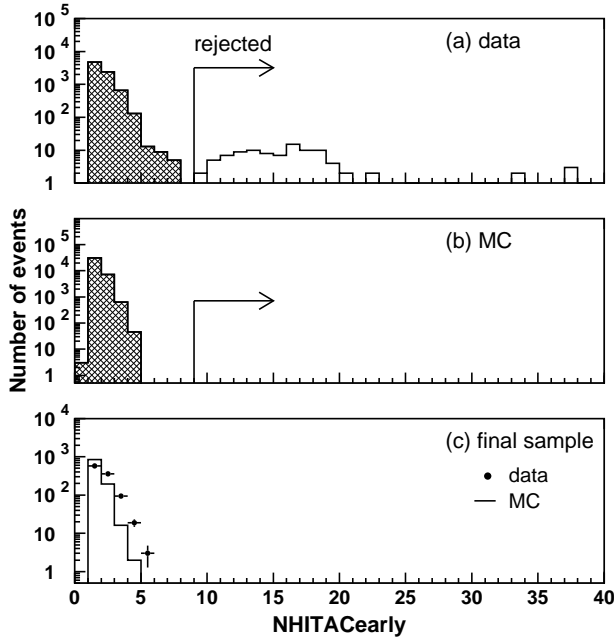 rejected
(a) data
10^5
10^4
10^3
10^2
10
1
(b) MC
10^5
10^4
10^3
10^2
10
1
(c) final sample
data
MC
10^4
10^3
10^2
10
1
0 5 10 15 20 25 30 35 40
NHITACearly
Number of events